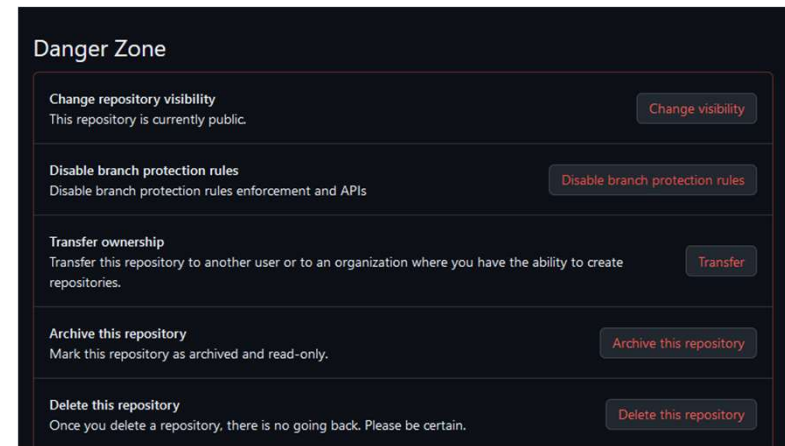 Danger Zone
Change repository visibility
This repository is currently public.
Change visibility
Disable branch protection rules
Disable branch protection rules enforcement and APIs
Disable branch protection rules
Transfer ownership
Transfer this repository to another user or to an organization where you have the ability to create
repositories.
Transfer
Archive this repository
Mark this repository as archived and read-only.
Archive this repository
Delete this repository
Once you delete a repository, there is no going back. Please be certain.
Delete this repository